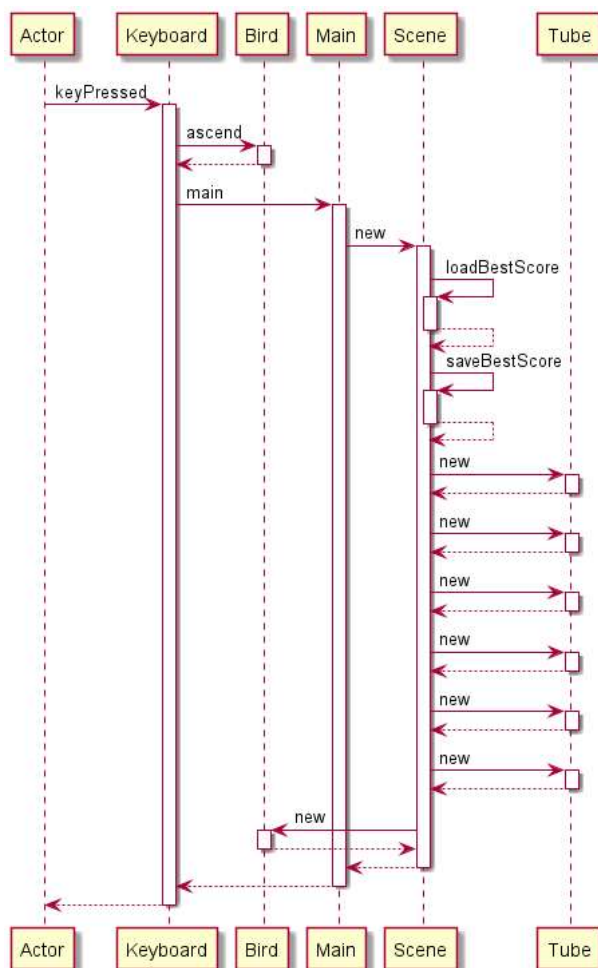 Actor Keyboard Bird Main Scene Tube
keyPressed
ascend
main
new
loadBestScore
saveBestScore
new
new
new
new
new
new
new
Actor Keyboard Bird Main Scene Tube